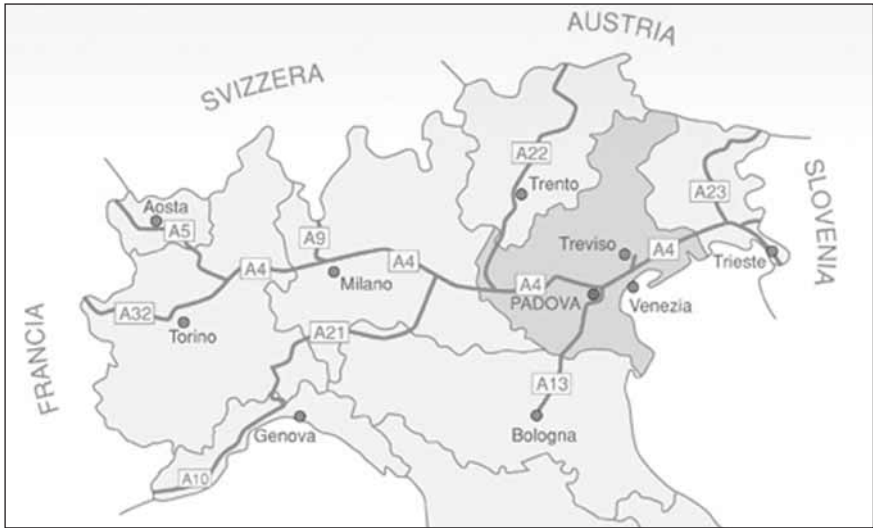 AUSTRIA
SVIZZERA
SLOVENIA
FRANCIA
A22
Trento
A23
Aosta
A5
A9
Treviso
A4
Trieste
A4
A4
Milano
A4
PADOVA
Venezia
A32
Torino
A21
A13
Genova
Bologna
A10